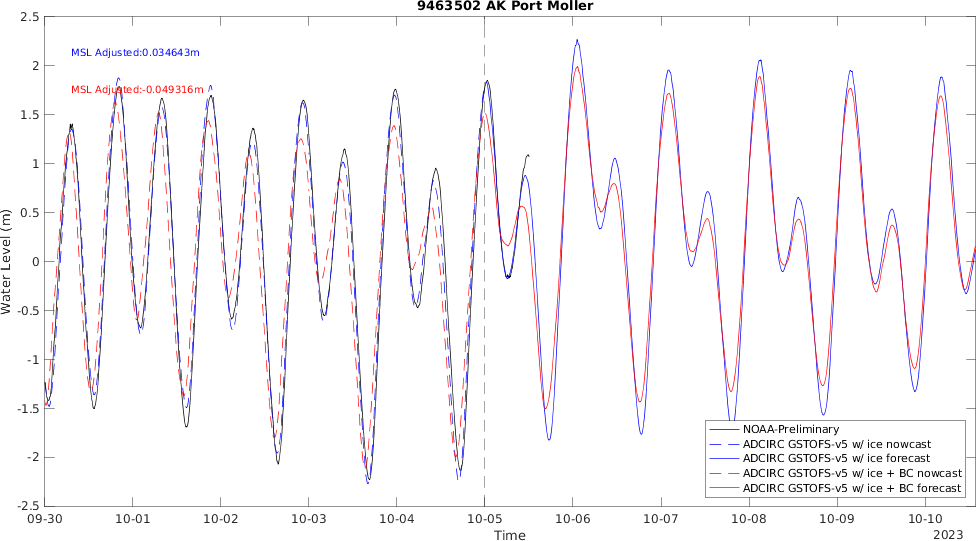 9463502 AK Port Moller
MSL Adjusted:0.034643m
MSL Adjusted:-0.049316m
Water Level (m)
2.5
2
1.5
1
0.5
0
-0.5
-1
-1.5
-2
-2.5
NOAA-Preliminary
ADCIRC GSTOFS-v5 w/ ice nowcast
ADCIRC GSTOFS-v5 w/ ice forecast
ADCIRC GSTOFS-v5 w/ ice + BC nowcast
ADCIRC GSTOFS-v5 w/ ice + BC forecast
09-30 10-01 10-02 10-03 10-04 10-05 10-06 10-07 10-08 10-09 10-10
Time
2023